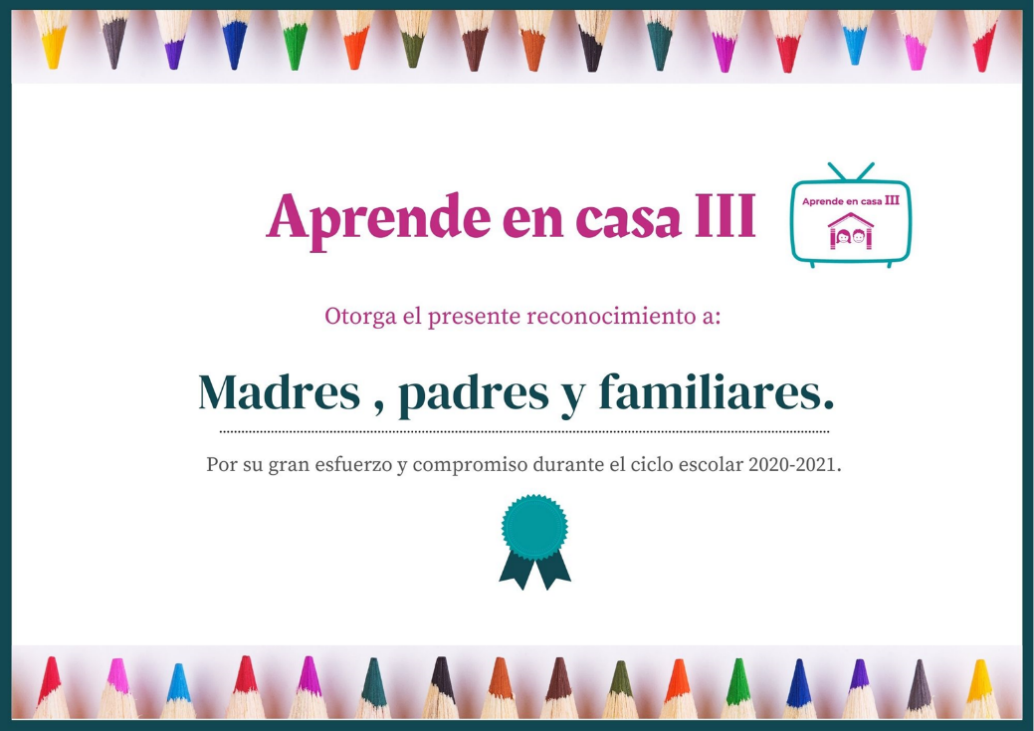 Aprende en casa III
Aprende en casa III
Otorga el presente reconocimiento a:
Madres , padres y familiares.
Por su gran esfuerzo y compromiso durante el ciclo escolar 2020-2021.